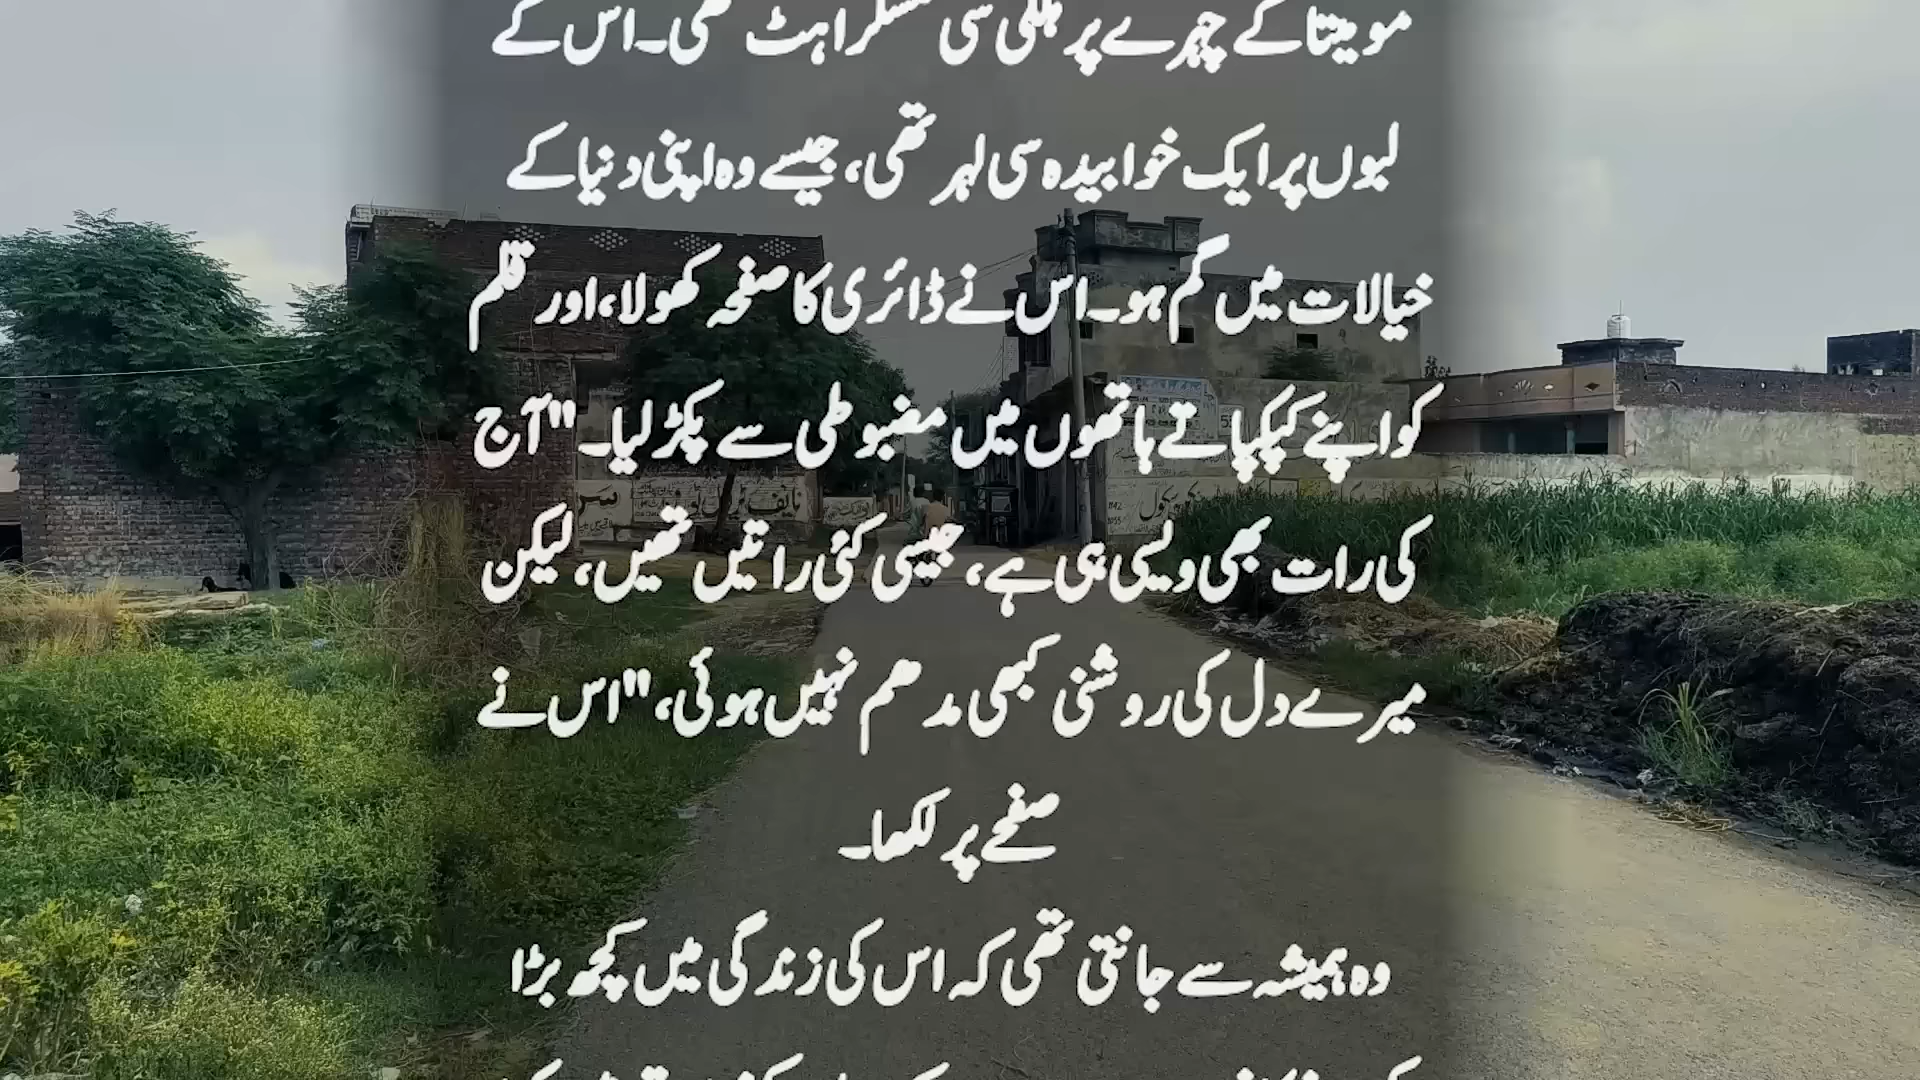 مومیتا کے چہرے پر ہلکی سی مسکراہٹ تھی۔ اس کے
لبوں پر ایک خوابیدہ سی لہر تھی، جیسے وہ اپنی دنیا کے
خیالات میں گم ہو۔ اس نے ڈائری کا صفحہ کھولا، اور قلم
کو اپنے کپکپاتے ہاتھوں میں مضبوطی سے پکڑ لیا۔ "آج
کی رات بھی ویسی ہی ہے، جیسی کئی راتیں تھیں، لیکن
میرے دل کی روشنی کبھی مدھم نہیں ہوئی،" اس نے
صفحے پر لکھا۔
وہ ہمیشہ سے جانتی تھی کہ اس کی زندگی میں کچھ بڑا